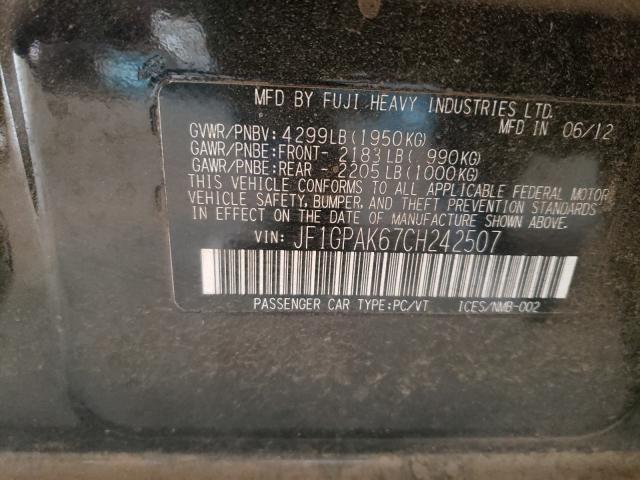 MFD BY FUJI HEAVY INDUSTRIES LTD.
MFD IN 06/12
GVWR/PNBV: 4299LB(1950KG)
GAWR/PNBE:FRONT- 2183LB( 990KG)
GAWR/PNBE:REAR - 2205LB(1000KG)
THIS VEHICLE CONFORMS TO ALL APPLICABLE FEDERAL MOTOR
VEHICLE SAFETY, BUMPER, AND THEFT PREVENTION STANDARDS
IN EFFECT ON THE DATE OF MANUFACTURE SHOWN ABOVE.
VIN: JF1GPAK67CH242507
PASSENGER CAR TYPE:PC/VT ICES/NMB-002